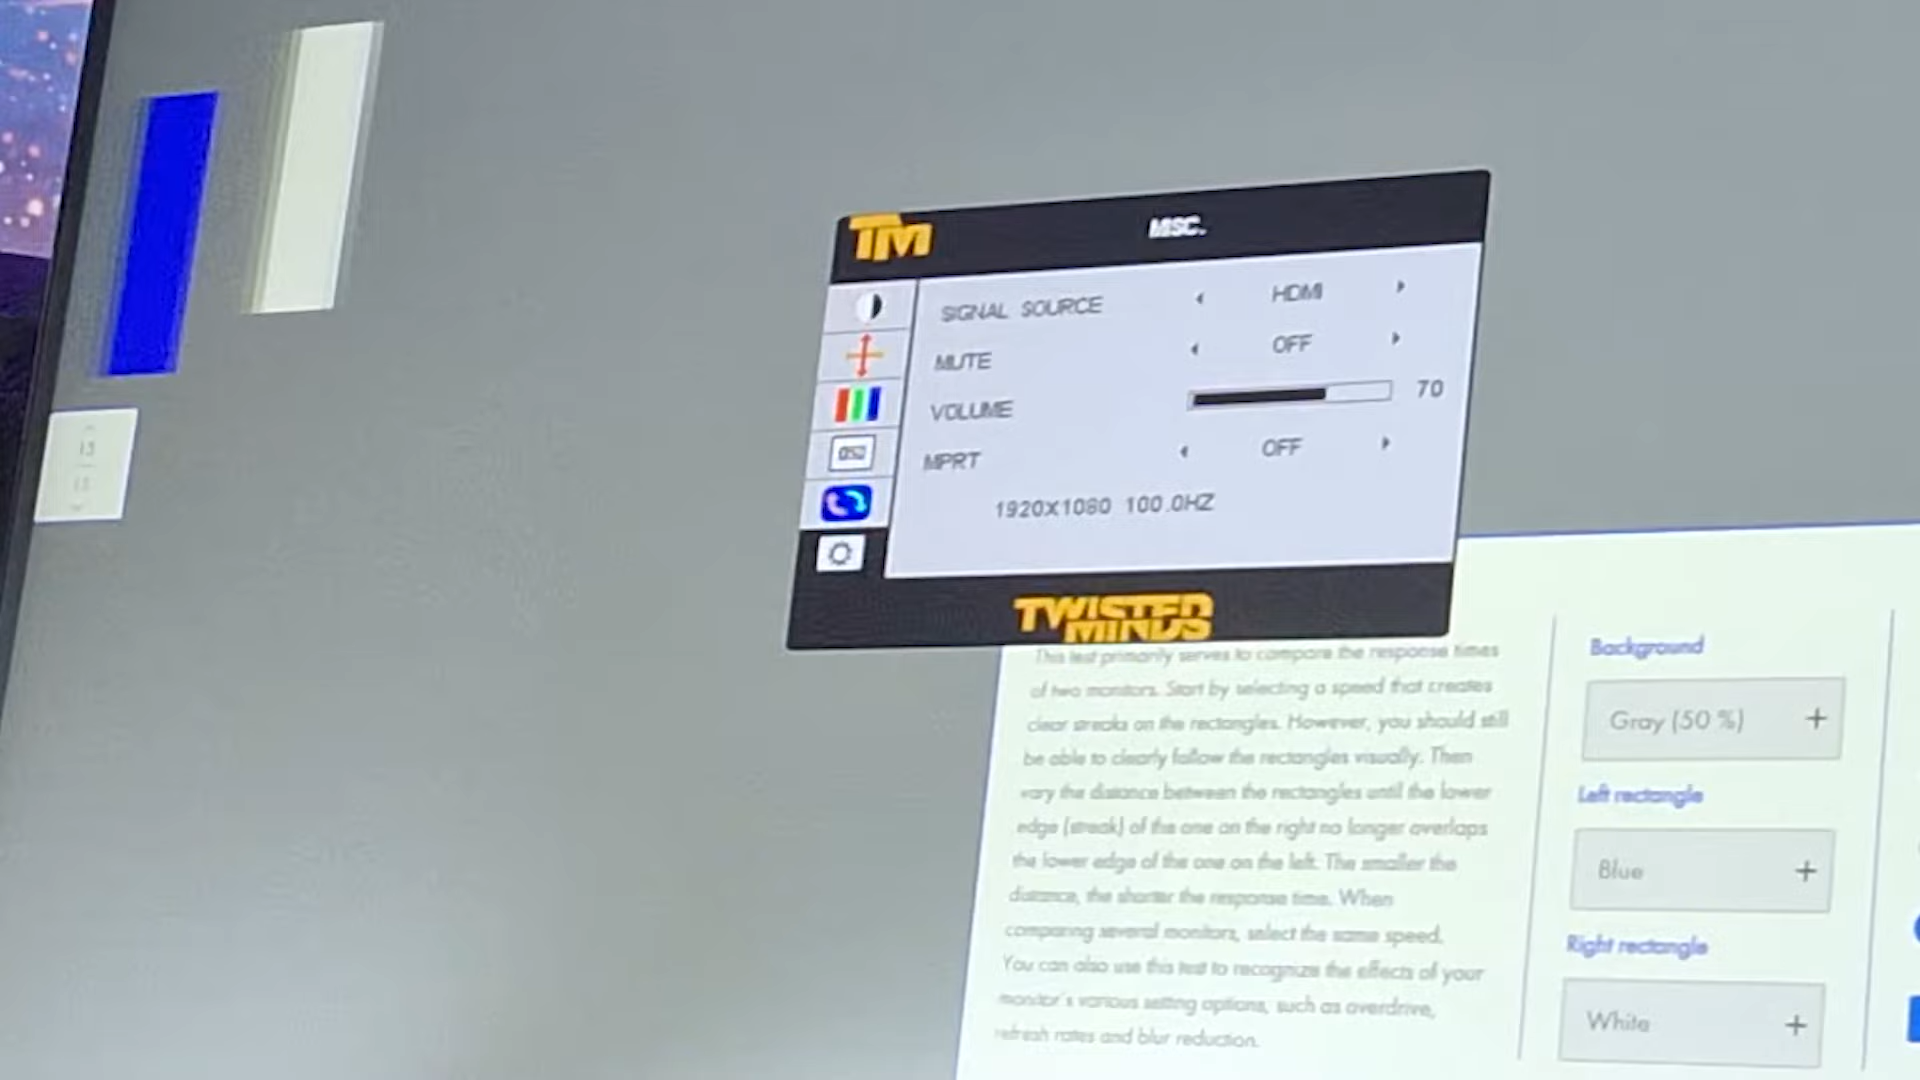 TM
MISC.
SIGNAL SOURCE
HDMI
MUTE
OFF
VOLUME
70
MPRT
OFF
1920X1080 100.0HZ
OSD
TWISTED
MINDS
13
This test primarily serves to compare the response times
of two monitors. Start by selecting a speed that creates
clear streaks on the rectangles. However, you should still
be able to clearly follow the rectangles visually. Then
vary the distance between the rectangles until the lower
edge (streak) of the one on the right no longer overlaps
the lower edge of the one on the left. The smaller the
distance, the shorter the response time. When
comparing several monitors, select the same speed.
You can also use this test to recognize the effects of your
monitor's various setting options, such as overdrive,
refresh rates and blur reduction.
Background
Gray (50 %) +
Left rectangle
Blue +
Right rectangle
White +